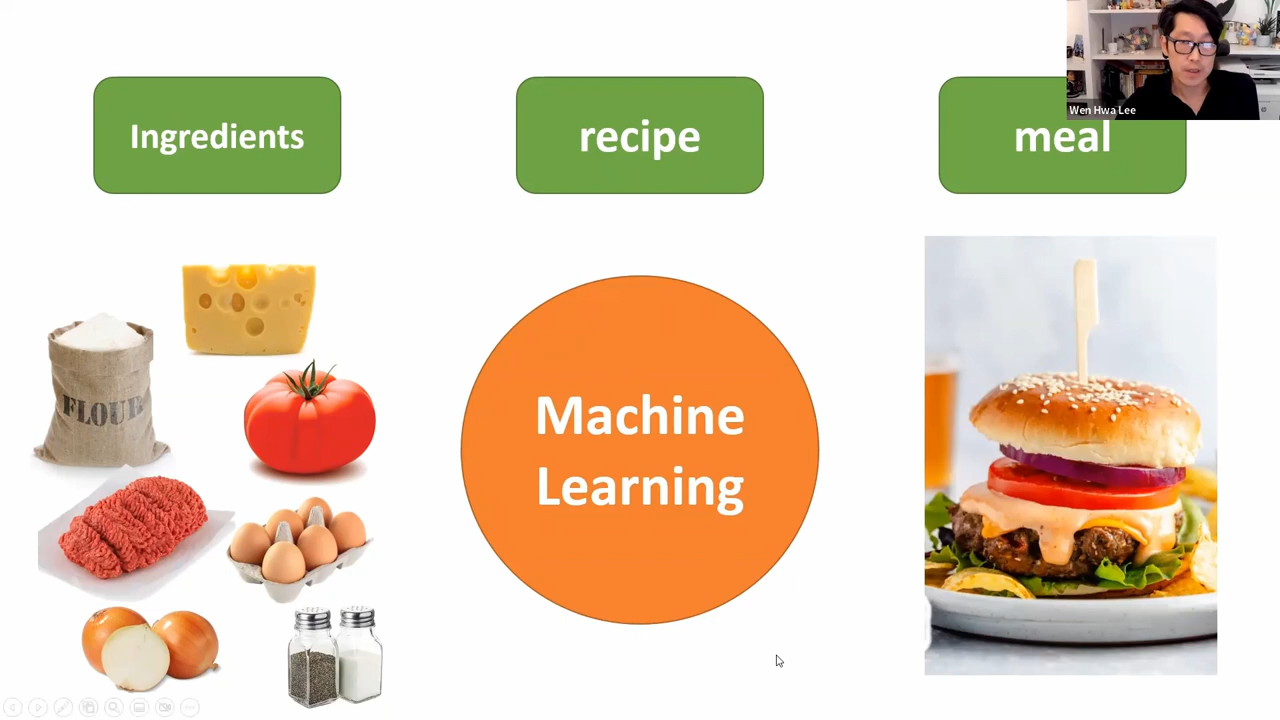 Ingredients
recipe
meal
Wen Hwa Lee
FLOUR
Machine
Learning